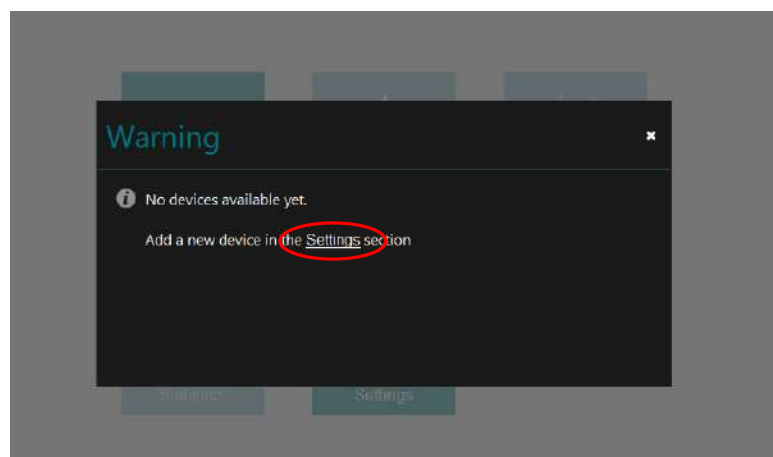 Warning
No devices available yet.
Add a new device in the Settings section
Statistics
Settings